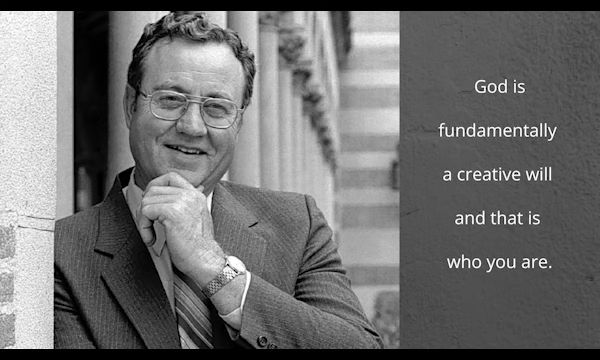 God is
fundamentally
a creative will
and that is
who you are.